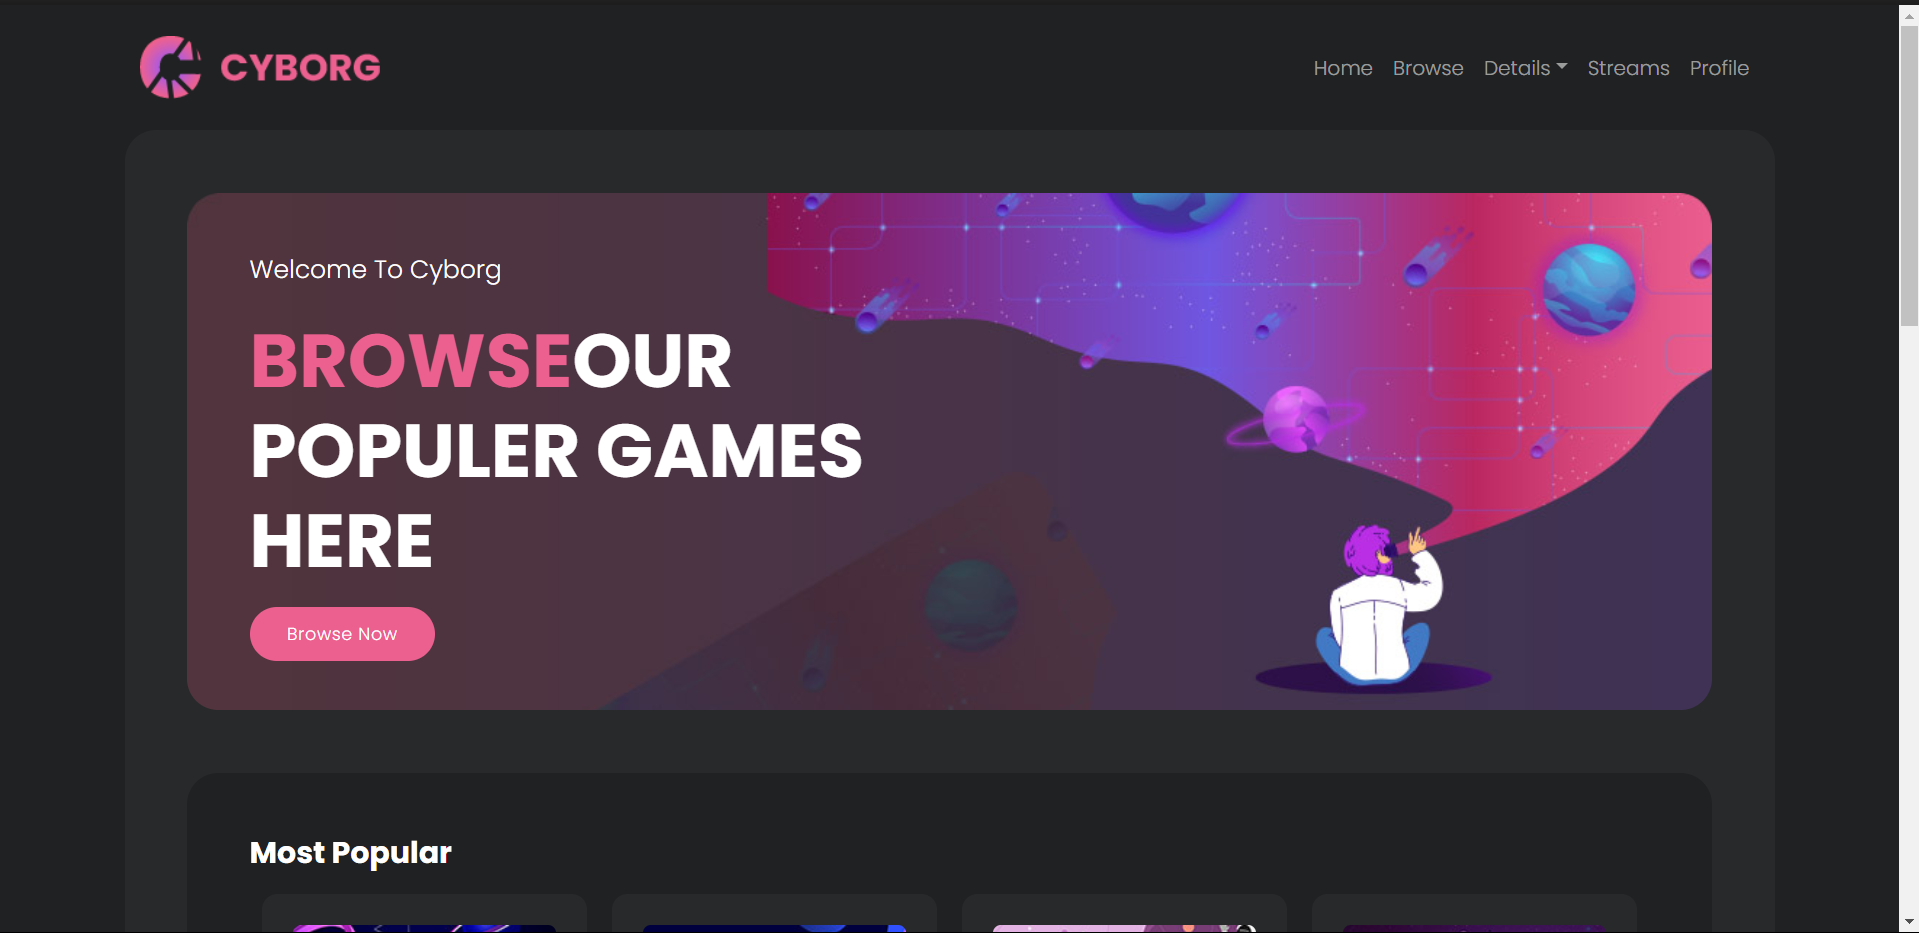 CYBORG
Home Browse Details Streams Profile
Welcome To Cyborg
BROWSEOUR
POPULER GAMES
HERE
Browse Now
Most Popular